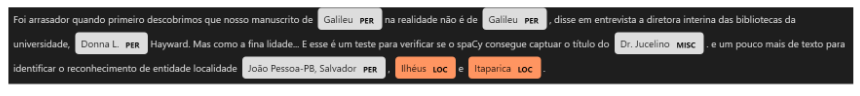 Foi arrasador quando primeiro descobrimos que nosso manuscrito de Galileu PER na realidade não é de Galileu PER , disse em entrevista a diretora interina das bibliotecas da
universidade, Donna L. PER Hayward. Mas como a fina lidade... E esse é um teste para verificar se o spaCy consegue captuar o título do Dr. Jucelino MISC . e um pouco mais de texto para
identificar o reconhecimento de entidade localidade João Pessoa-PB, Salvador PER , Ilhéus LOC e Itaparica LOC .